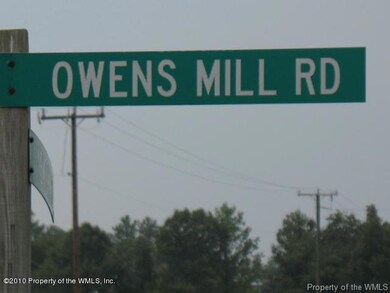 OWENS MILL RD
©2010 Property of the WMLS, Inc.
Property of the WMLS